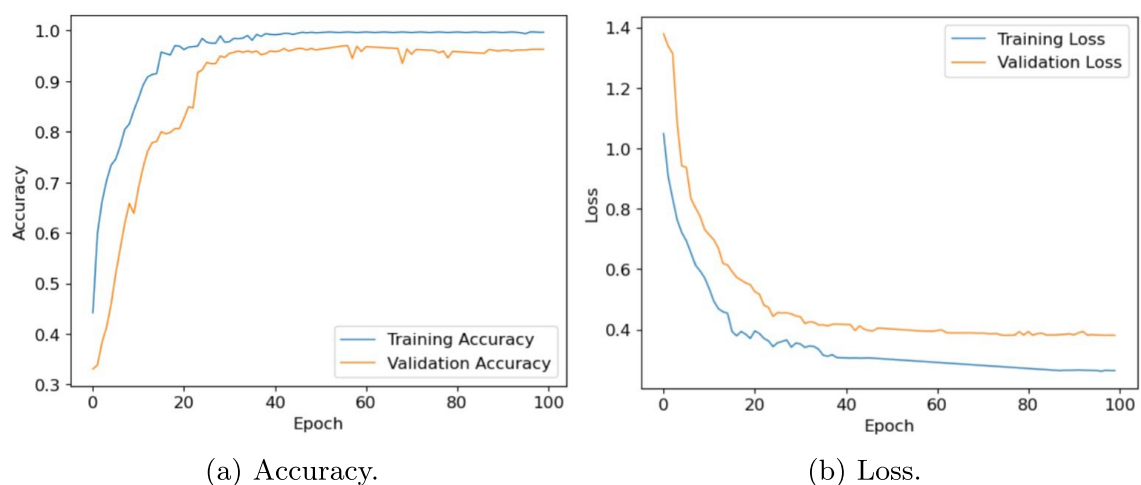 1.0
0.9
0.8
0.7
0.6
0.5
0.4
0.3
Accuracy
0 20 40 60 80 100
Epoch
Training Accuracy
Validation Accuracy
(a) Accuracy.
1.4
1.2
1.0
0.8
0.6
0.4
Loss
0 20 40 60 80 100
Epoch
Training Loss
Validation Loss
(b) Loss.